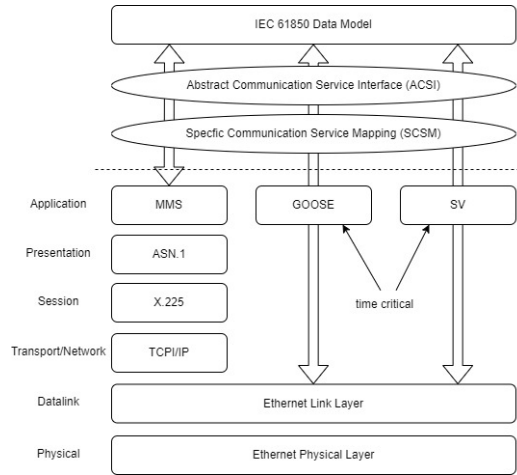 IEC 61850 Data Model
Abstract Communication Service Interface (ACSI)
Specfic Communication Service Mapping (SCSM)
Application
MMS
GOOSE
SV
Presentation
ASN.1
Session
X.225
time critical
Transport/Network
TCPI/IP
Datalink
Ethernet Link Layer
Physical
Ethernet Physical Layer